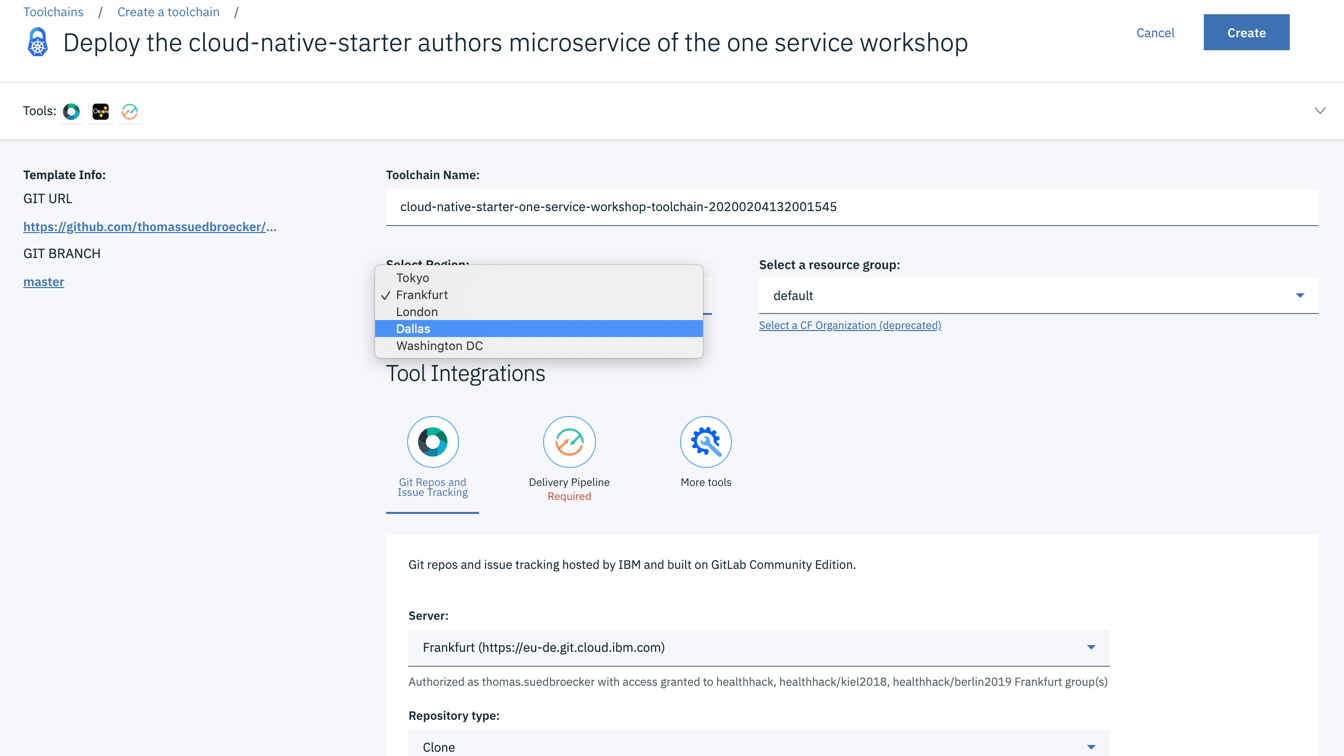 Toolchains / Create a toolchain /
Deploy the cloud-native-starter authors microservice of the one service workshop
Cancel
Create
Tools:
Template Info:
GIT URL
https://github.com/thomassuedbroecker/...
GIT BRANCH
master
Toolchain Name:
cloud-native-starter-one-service-workshop-toolchain-20200204132001545
Select Region:
Tokyo
✓ Frankfurt
London
Dallas
Washington DC
Select a resource group:
default
Select a CF Organization (deprecated)
Tool Integrations
Git Repos and
Issue Tracking
Delivery Pipeline
Required
More tools
Git repos and issue tracking hosted by IBM and built on GitLab Community Edition.
Server:
Frankfurt (https://eu-de.git.cloud.ibm.com)
Authorized as thomas.suedbroecker with access granted to healthhack, healthhack/kiel2018, healthhack/berlin2019 Frankfurt group(s)
Repository type:
Clone